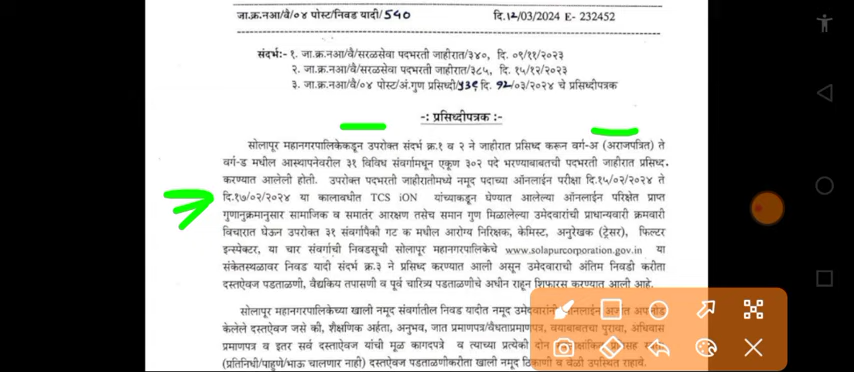 जा.क्र.नआ/वै/०४ पोस्ट/निवड यादी/540 दि.12/03/2024 E- 232452
संदर्भः- १. जा.क्र.नआ/वै/सरळसेवा पदभरती जाहीरात/३४०, दि. ०९/११/२०२३
२. जा.क्र.नआ/वै/सरळसेवा पदभरती जाहीरात/३८५, दि. १५/१२/२०२३
३. जा.क्र.नआ/वै/०४ पोस्ट/अं.गुण प्रसिध्दी/ दि. 12/०३/२०२४ चे प्रसिध्दीपत्रक
-: प्रसिध्दीपत्रक :-
सोलापूर महानगरपालिकेकडून उपरोक्त संदर्भ क्र.१ व २ ने जाहीरात प्रसिध्द करून वर्ग-अ (अराजपत्रित) ते
वर्ग-ड मधील आस्थापनेवरील ३१ विविध संवर्गामधून एकूण ३०२ पदे भरण्याबाबतची पदभरती जाहीरात प्रसिध्द.
करण्यात आलेली होती. उपरोक्त पदभरती जाहीरातीमध्ये नमूद पदाच्या ऑनलाईन परीक्षा दि.१५/०२/२०२४ ते
दि.१७/०२/२०२४ या कालावधीत TCS iON यांच्याकडून घेण्यात आलेल्या ऑनलाईन परिक्षेत प्राप्त
गुणानुक्रमानुसार सामाजिक व समातंर आरक्षण तसेच समान गुण मिळालेल्या उमेदवारांची प्राधान्यवारी क्रमवारी
विचारात घेऊन उपरोक्त ३१ संवर्गापैकी गट क मधील आरोग्य निरिक्षक, केमिस्ट, अनुरेखक (ट्रेसर), फिल्टर
इन्स्पेक्टर, या चार संवर्गाची निवडसूची सोलापूर महानगरपालिकेचे www.solapurcorporation.gov.in या
संकेतस्थळावर निवड यादी संदर्भ क्र.३ ने प्रसिध्द करण्यात आली असून उमेदवाराची अंतिम निवडी करीता
दस्तऐवज पडताळणी, वैद्यकिय तपासणी व पूर्व चारित्र्य पडताळणीचे अधीन राहून शिफारस करण्यात आली आहे.
सोलापूर महानगरपालिकेच्या खाली नमूद संवर्गातील निवड यादीत नमूद उमेदवारांनी ऑनलाईन अर्जात अपलोड
केलेले दस्तऐवज जसे की, शैक्षणिक अर्हता, अनुभव, जात प्रमाणपत्र/वैधताप्रमाणपत्र, वयाबाबतचा पुरावा, अधिवास
प्रमाणपत्र व इतर सर्व दस्तऐवज यांची मूळ कागदपत्रे व त्याच्या प्रत्येकी दोन
(प्रतिनिधी/पाहुणे/भाऊ चालणार नाही) दस्तऐवज पडताळणीकरीता खाली नमूद ठिकाणी व वेळी उपस्थित राहावे.